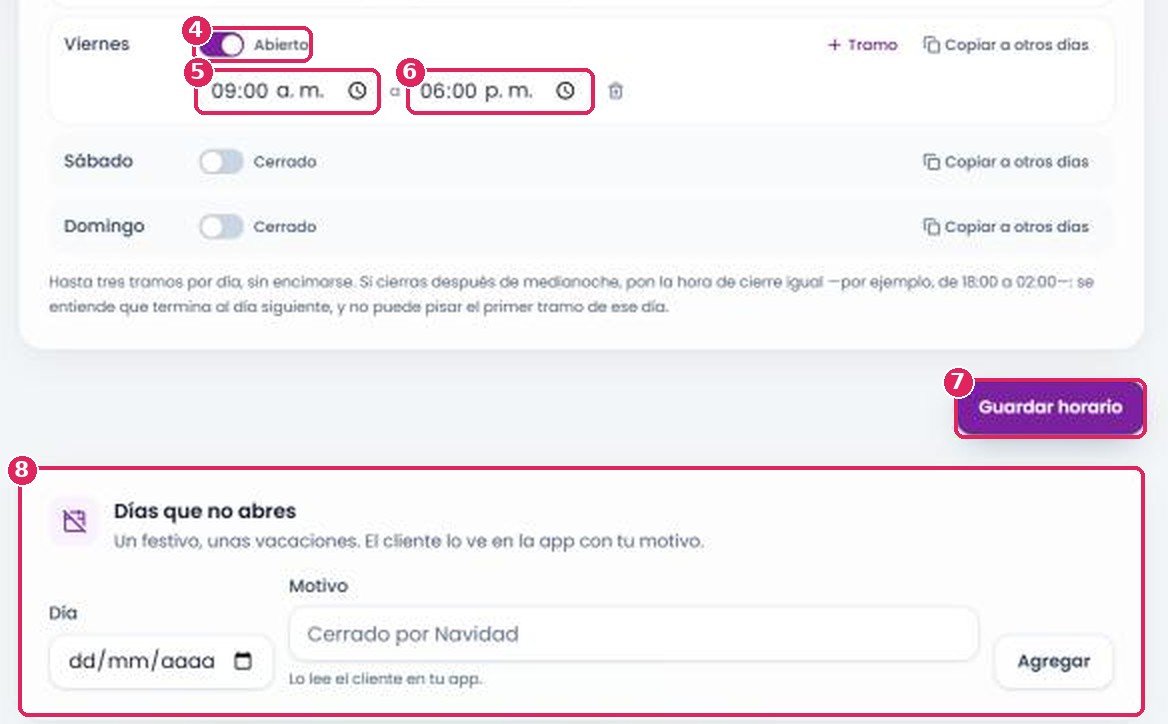 4
Viernes Abierto + Tramo Copiar a otros días
5 6
09:00 a. m. a 06:00 p. m.
Sábado Cerrado Copiar a otros días
Domingo Cerrado Copiar a otros días
Hasta tres tramos por día, sin encimarse. Si cierras después de medianoche, pon la hora de cierre igual —por ejemplo, de 18:00 a 02:00—: se
entiende que termina al día siguiente, y no puede pisar el primer tramo de ese día.
7
Guardar horario
8
Días que no abres
Un festivo, unas vacaciones. El cliente lo ve en la app con tu motivo.
Motivo
Día
Cerrado por Navidad
dd/mm/aaaa
Agregar
Lo lee el cliente en tu app.